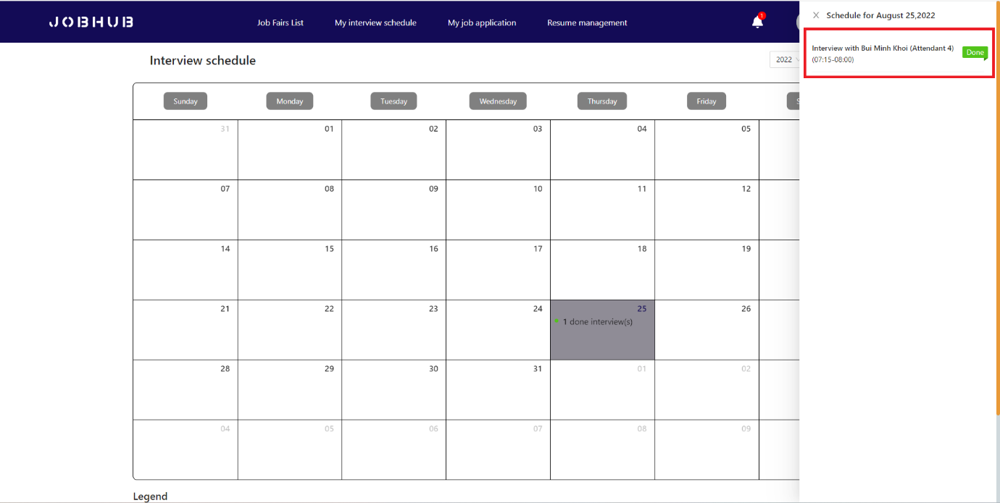 JOBHUB
Job Fairs List
My interview schedule
My job application
Resume management
1
Schedule for August 25,2022
Interview with Bui Minh Khoi (Attendant 4)
(07:15-08:00)
Done
Interview schedule
2022
Sunday Monday Tuesday Wednesday Thursday Friday
31 01 02 03 04 05
07 08 09 10 11 12
14 15 16 17 18 19
21 22 23 24 25 26
1 done interview(s)
28 29 30 31 01 02
04 05 06 07 08 09
Legend